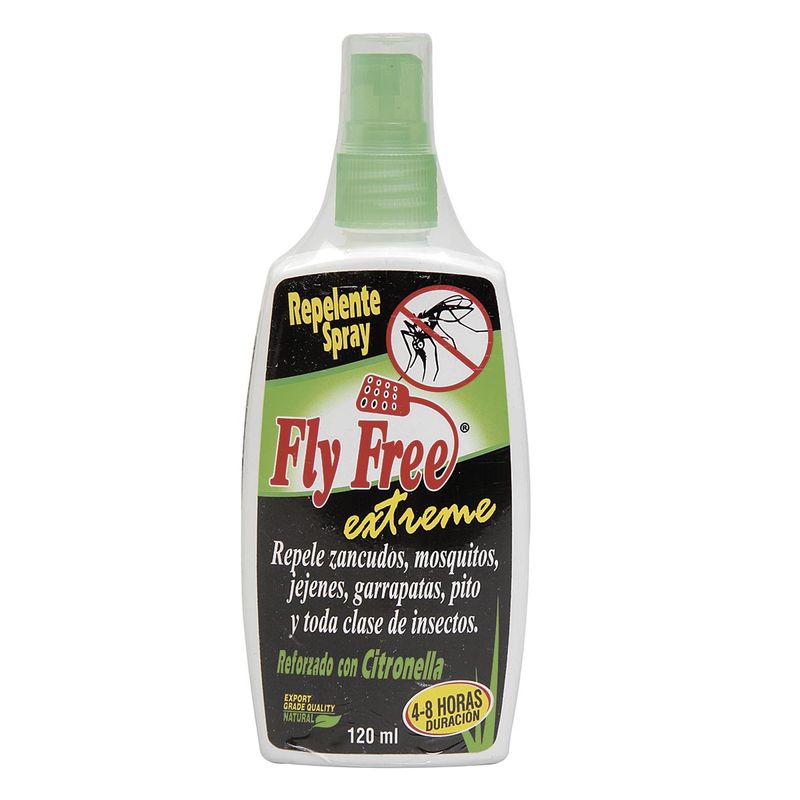 Repelente
Spray
Fly Free®
extreme
Repele zancudos, mosquitos,
jejenes, garrapatas, pito
y toda clase de insectos.
Reforzado con Citronella
EXPORT
GRADE QUALITY
NATURAL
4-8 HORAS
DURACIÓN
120 ml